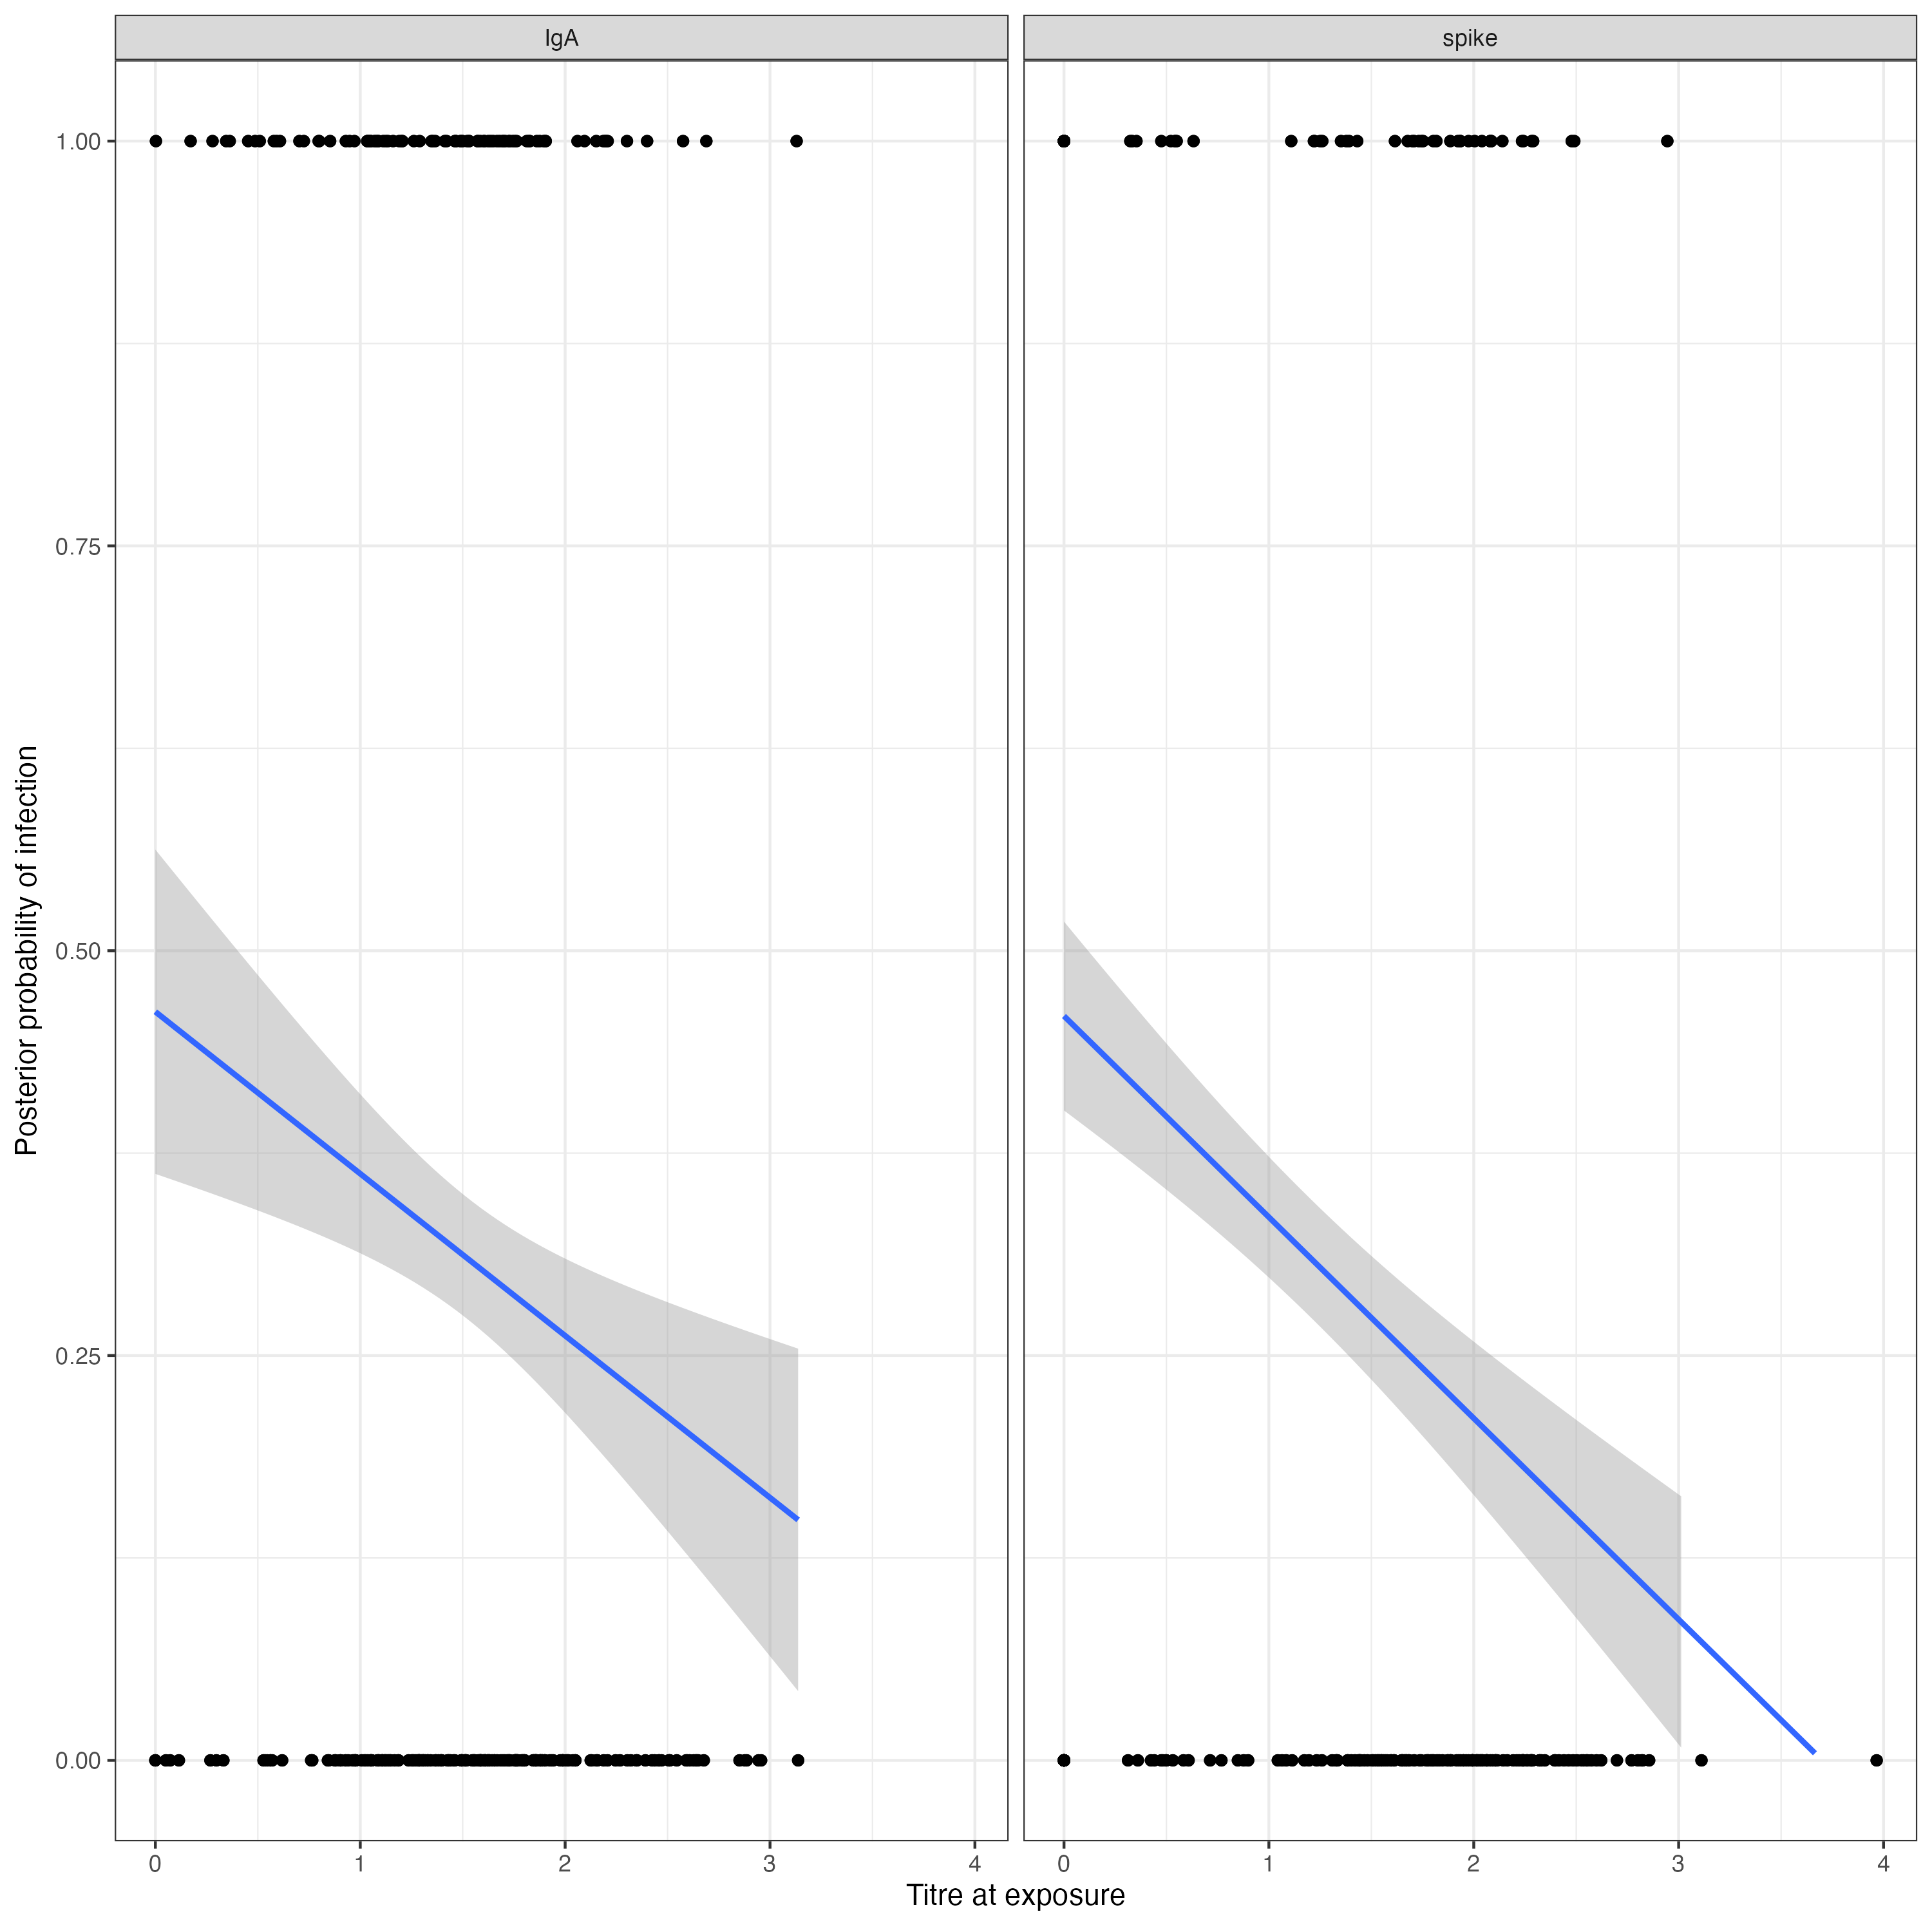 IgA
spike
Posterior probability of infection
1.00
0.75
0.50
0.25
0.00
0 1 2 3 4
0 1 2 3 4
Titre at exposure